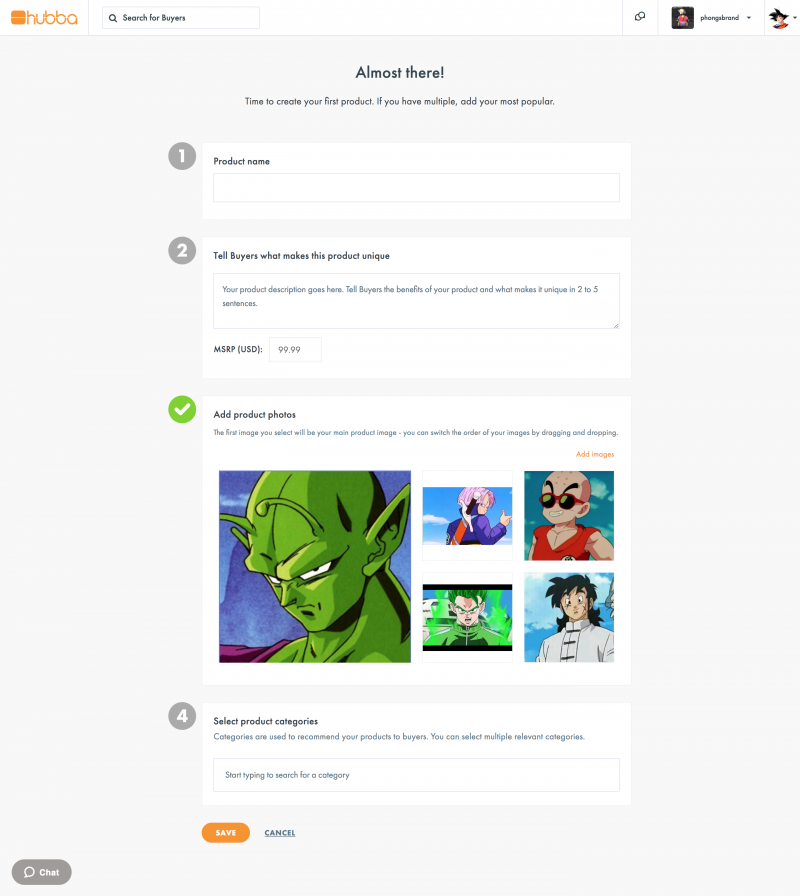 hubba
Search for Buyers
phongsbrand
Almost there!
Time to create your first product. If you have multiple, add your most popular.
1
Product name
2
Tell Buyers what makes this product unique
Your product description goes here. Tell Buyers the benefits of your product and what makes it unique in 2 to 5
sentences.
MSRP (USD): 99.99
Add product photos
The first image you select will be your main product image - you can switch the order of your images by dragging and dropping.
Add images
4
Select product categories
Categories are used to recommend your products to buyers. You can select multiple relevant categories.
Start typing to search for a category
SAVE CANCEL
Chat